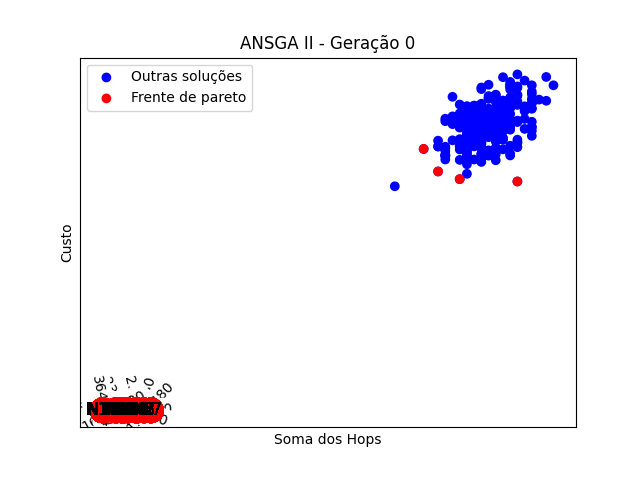 ANSGA II - Geração 0
Outras soluções
Frente de pareto
Custo
Soma dos Hops